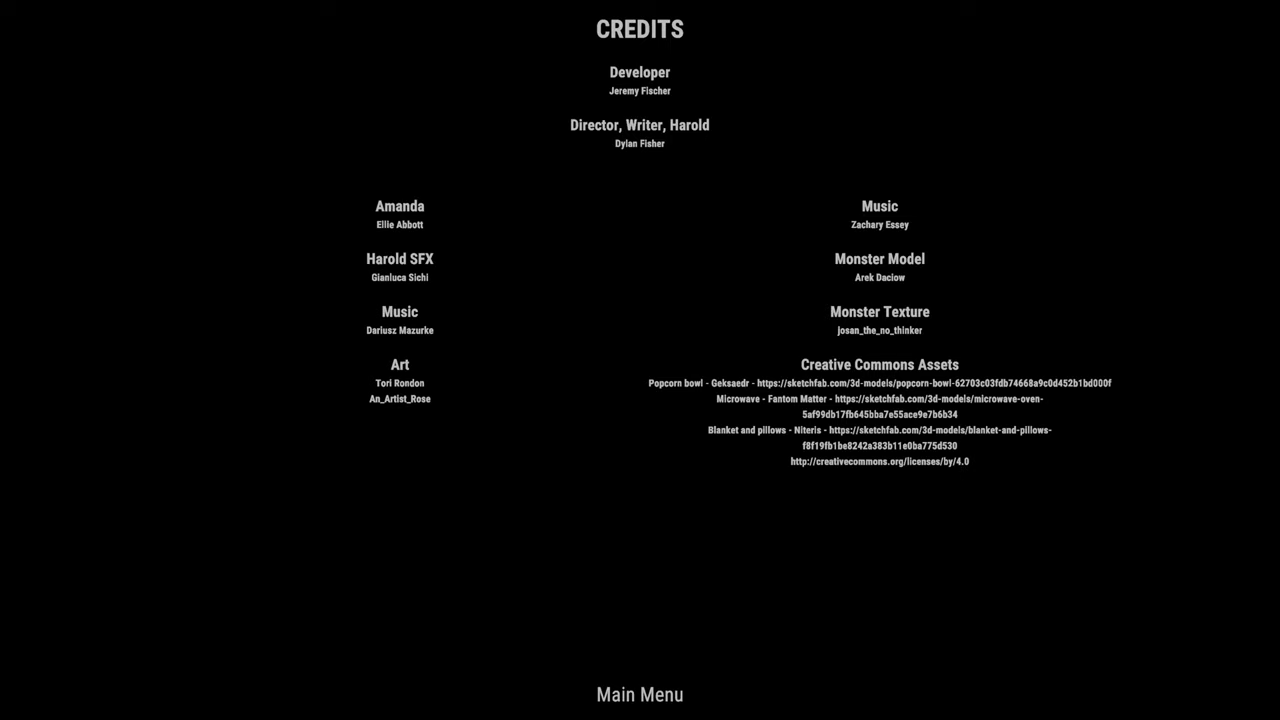 CREDITS
Developer
Jeremy Fischer
Director, Writer, Harold
Dylan Fisher
Amanda
Ellie Abbott
Harold SFX
Gianluca Sichi
Music
Dariusz Mazurke
Art
Tori Rondon
An_Artist_Rose
Music
Zachary Essey
Monster Model
Arek Daciow
Monster Texture
josan_the_no_thinker
Creative Commons Assets
Popcorn bowl - Geksaedr - https://sketchfab.com/3d-models/popcorn-bowl-62703c03fdb74668a9c0d452b1bd000f
Microwave - Fantom Matter - https://sketchfab.com/3d-models/microwave-oven-
5af99db17fb645bba7e55ace9e7b6b34
Blanket and pillows - Niteris - https://sketchfab.com/3d-models/blanket-and-pillows-
f8f19fb1be8242a383b11e0ba775d530
http://creativecommons.org/licenses/by/4.0
Main Menu